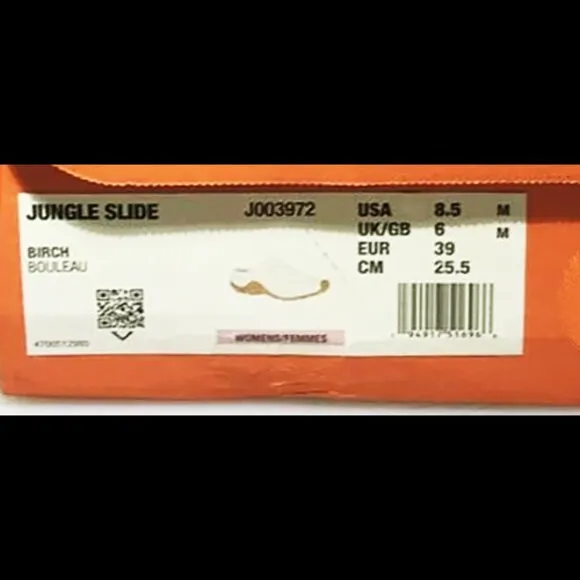 JUNGLE SLIDE J003972
BIRCH
BOULEAU
USA 8.5 M
UK/GB 6 M
EUR 39
CM 25.5
WOMENS/FEMMES